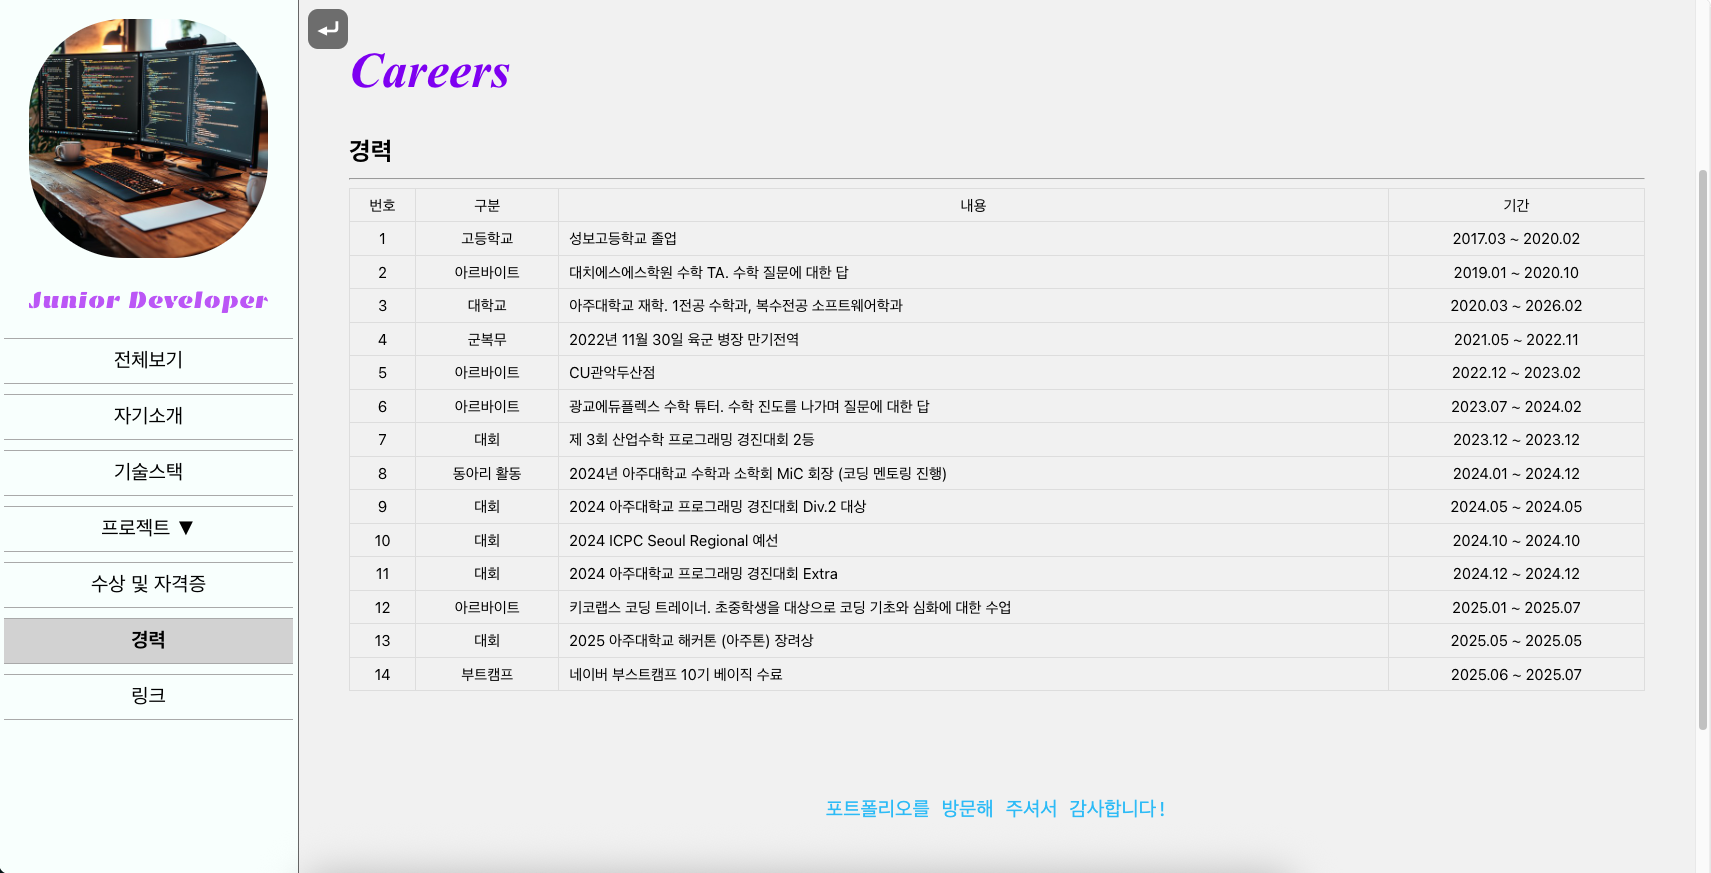 Junior Developer
전체보기
자기소개
기술스택
프로젝트 ▼
수상 및 자격증
경력
링크
Careers
경력
번호 구분 내용 기간
1 고등학교 성보고등학교 졸업 2017.03 ~ 2020.02
2 아르바이트 대치에스에스학원 수학 TA. 수학 질문에 대한 답 2019.01 ~ 2020.10
3 대학교 아주대학교 재학. 1전공 수학과, 복수전공 소프트웨어학과 2020.03 ~ 2026.02
4 군복무 2022년 11월 30일 육군 병장 만기전역 2021.05 ~ 2022.11
5 아르바이트 CU관악두산점 2022.12 ~ 2023.02
6 아르바이트 광교에듀플렉스 수학 튜터. 수학 진도를 나가며 질문에 대한 답 2023.07 ~ 2024.02
7 대회 제 3회 산업수학 프로그래밍 경진대회 2등 2023.12 ~ 2023.12
8 동아리 활동 2024년 아주대학교 수학과 소학회 MiC 회장 (코딩 멘토링 진행) 2024.01 ~ 2024.12
9 대회 2024 아주대학교 프로그래밍 경진대회 Div.2 대상 2024.05 ~ 2024.05
10 대회 2024 ICPC Seoul Regional 예선 2024.10 ~ 2024.10
11 대회 2024 아주대학교 프로그래밍 경진대회 Extra 2024.12 ~ 2024.12
12 아르바이트 키코랩스 코딩 트레이너. 초중학생을 대상으로 코딩 기초와 심화에 대한 수업 2025.01 ~ 2025.07
13 대회 2025 아주대학교 해커톤 (아주톤) 장려상 2025.05 ~ 2025.05
14 부트캠프 네이버 부스트캠프 10기 베이직 수료 2025.06 ~ 2025.07
포트폴리오를 방문해 주셔서 감사합니다!